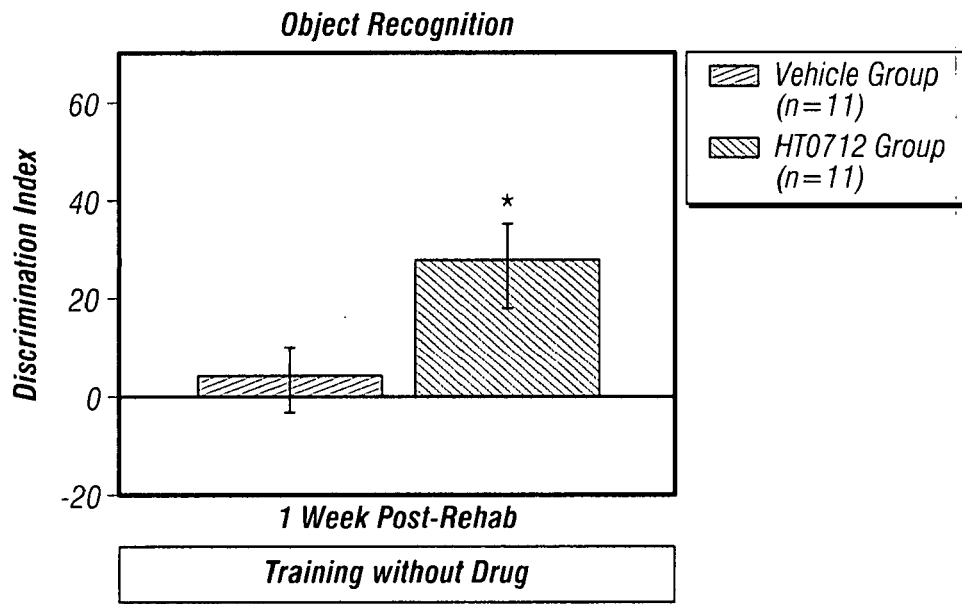 Object Recognition
Vehicle Group
(n=11)
HT0712 Group
(n=11)
Discrimination Index
60
40
20
0
-20
*
1 Week Post-Rehab
Training without Drug